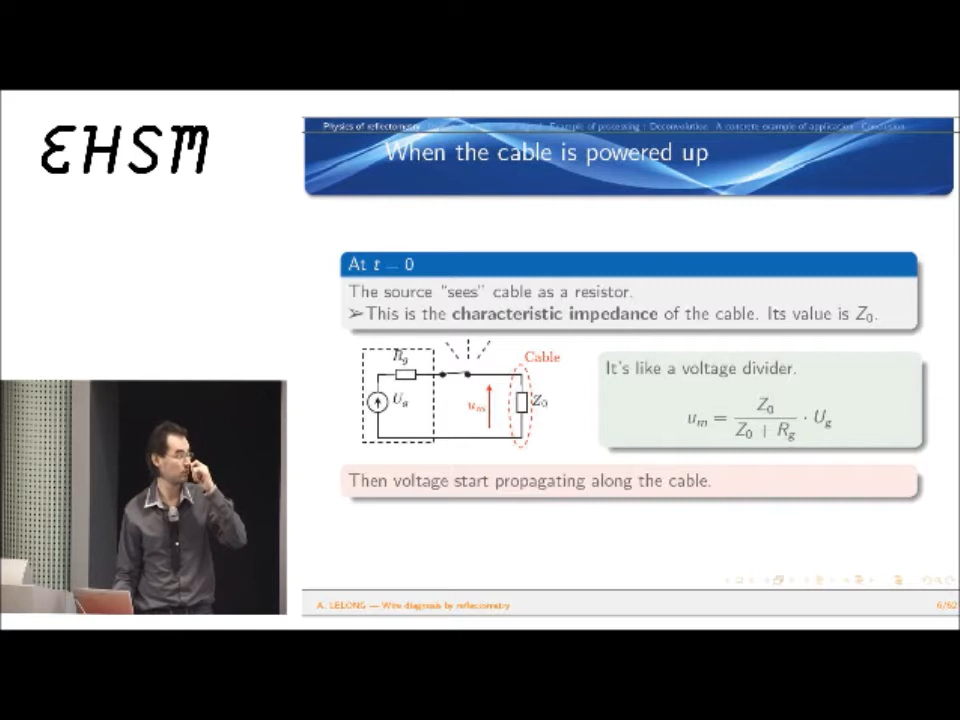 EHSM
Physics of reflectometry Example of processing : Deconvolution A concrete example of application Conclusion
When the cable is powered up
At t = 0
The source "sees" cable as a resistor.
➢This is the characteristic impedance of the cable. Its value is Z0.
Rg
Cable
Ug
um
Z0
It's like a voltage divider.
um = Z0 / (Z0 + Rg) · Ug
Then voltage start propagating along the cable.
A. LELONG — Wire diagnosis by reflectometry 6/62